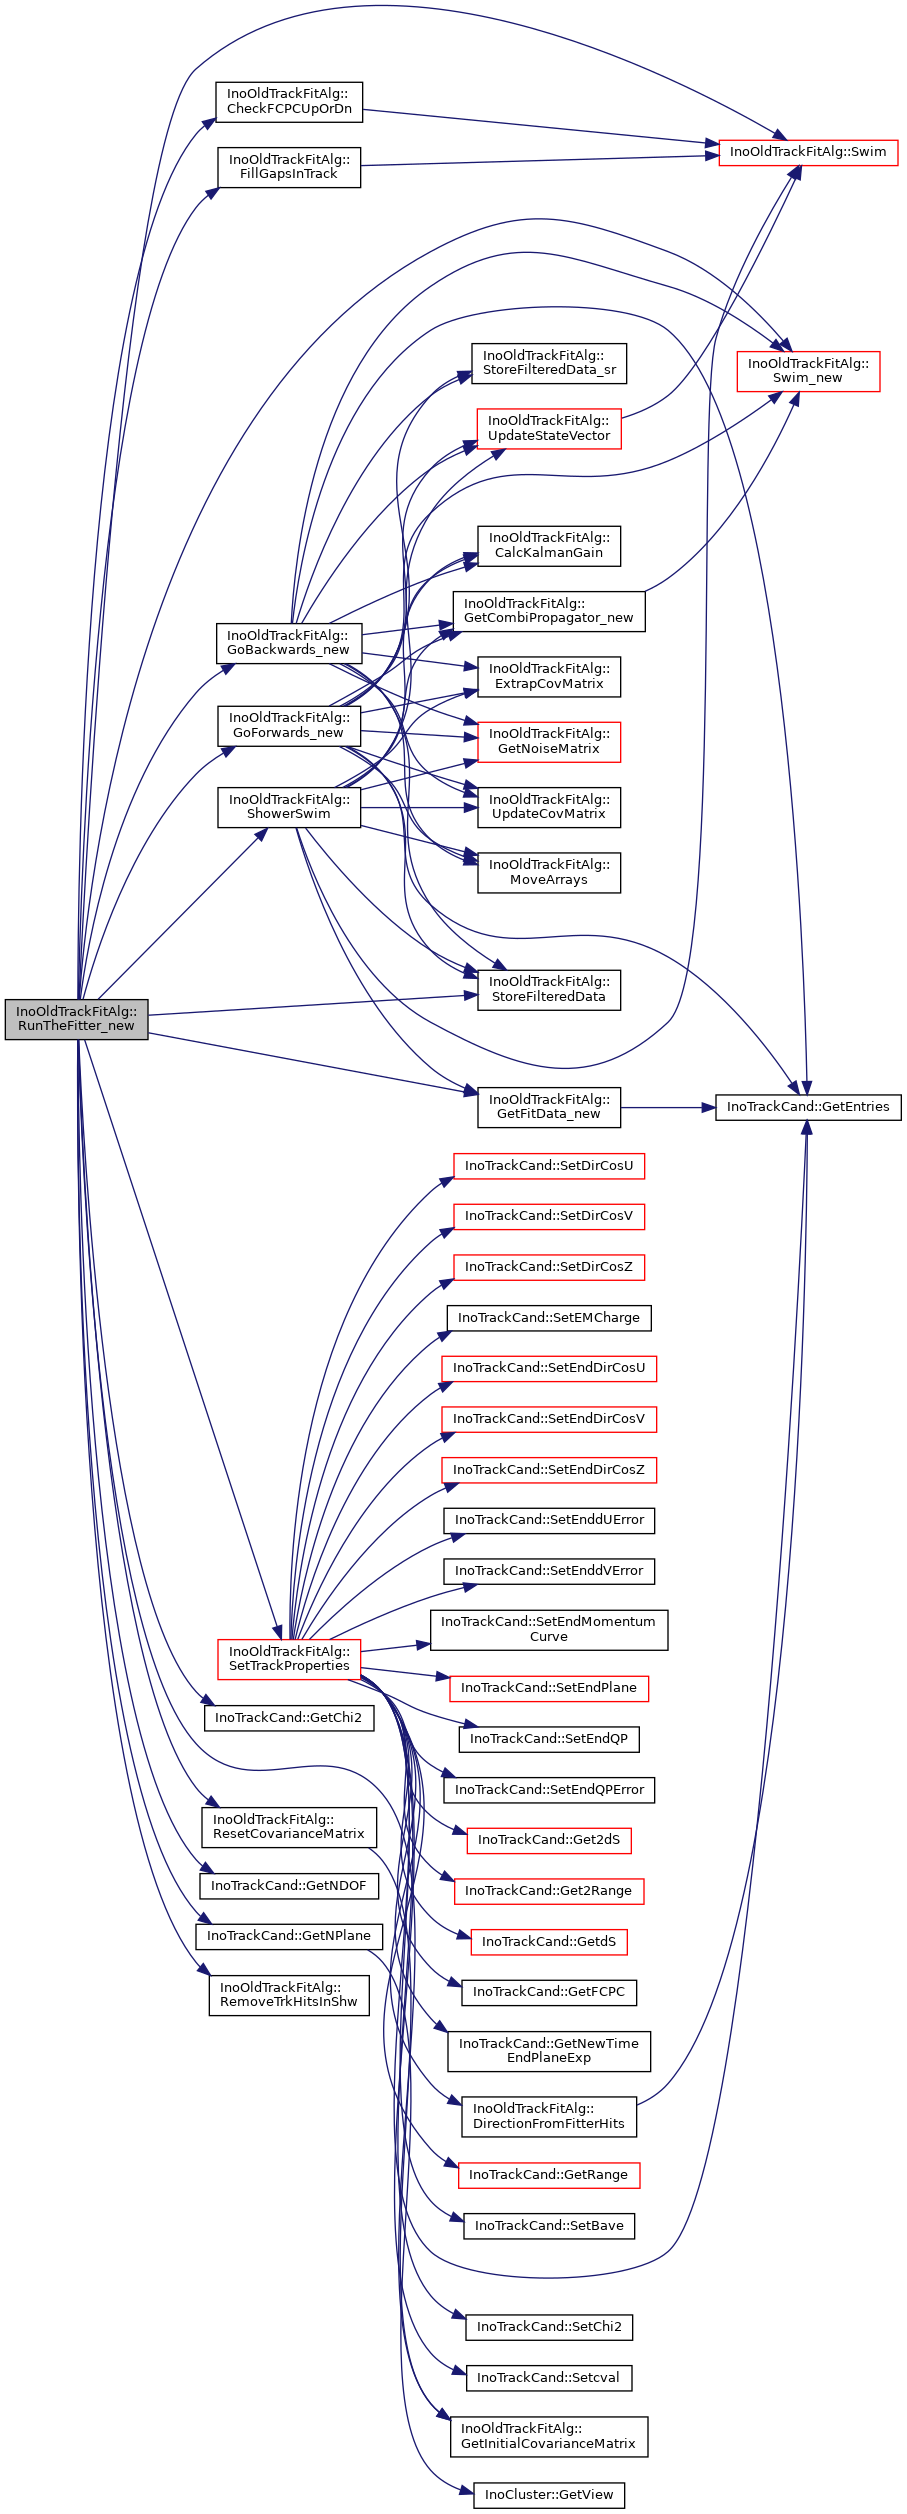 InoOldTrackFitAlg::
CheckFCPCUpOrDn
InoOldTrackFitAlg::Swim
InoOldTrackFitAlg::
FillGapsInTrack
InoOldTrackFitAlg::
StoreFilteredData_sr
InoOldTrackFitAlg::
Swim_new
InoOldTrackFitAlg::
UpdateStateVector
InoOldTrackFitAlg::
CalcKalmanGain
InoOldTrackFitAlg::
GetCombiPropagator_new
InoOldTrackFitAlg::
GoBackwards_new
InoOldTrackFitAlg::
ExtrapCovMatrix
InoOldTrackFitAlg::
GoForwards_new
InoOldTrackFitAlg::
GetNoiseMatrix
InoOldTrackFitAlg::
ShowerSwim
InoOldTrackFitAlg::
UpdateCovMatrix
InoOldTrackFitAlg::
MoveArrays
InoOldTrackFitAlg::
StoreFilteredData
InoOldTrackFitAlg::
RunTheFitter_new
InoOldTrackFitAlg::
GetFitData_new
InoTrackCand::GetEntries
InoTrackCand::SetDirCosU
InoTrackCand::SetDirCosV
InoTrackCand::SetDirCosZ
InoTrackCand::SetEMCharge
InoTrackCand::SetEndDirCosU
InoTrackCand::SetEndDirCosV
InoTrackCand::SetEndDirCosZ
InoTrackCand::SetEnddUError
InoTrackCand::SetEnddVError
InoTrackCand::SetEndMomentum
Curve
InoOldTrackFitAlg::
SetTrackProperties
InoTrackCand::SetEndPlane
InoTrackCand::GetChi2
InoTrackCand::SetEndQP
InoTrackCand::SetEndQPError
InoOldTrackFitAlg::
ResetCovarianceMatrix
InoTrackCand::Get2dS
InoTrackCand::GetNDOF
InoTrackCand::Get2Range
InoTrackCand::GetNPlane
InoTrackCand::GetdS
InoOldTrackFitAlg::
RemoveTrkHitsInShw
InoTrackCand::GetFCPC
InoTrackCand::GetNewTime
EndPlaneExp
InoOldTrackFitAlg::
DirectionFromFitterHits
InoTrackCand::GetRange
InoTrackCand::SetBave
InoTrackCand::SetChi2
InoTrackCand::Setcval
InoOldTrackFitAlg::
GetInitialCovarianceMatrix
InoCluster::GetView